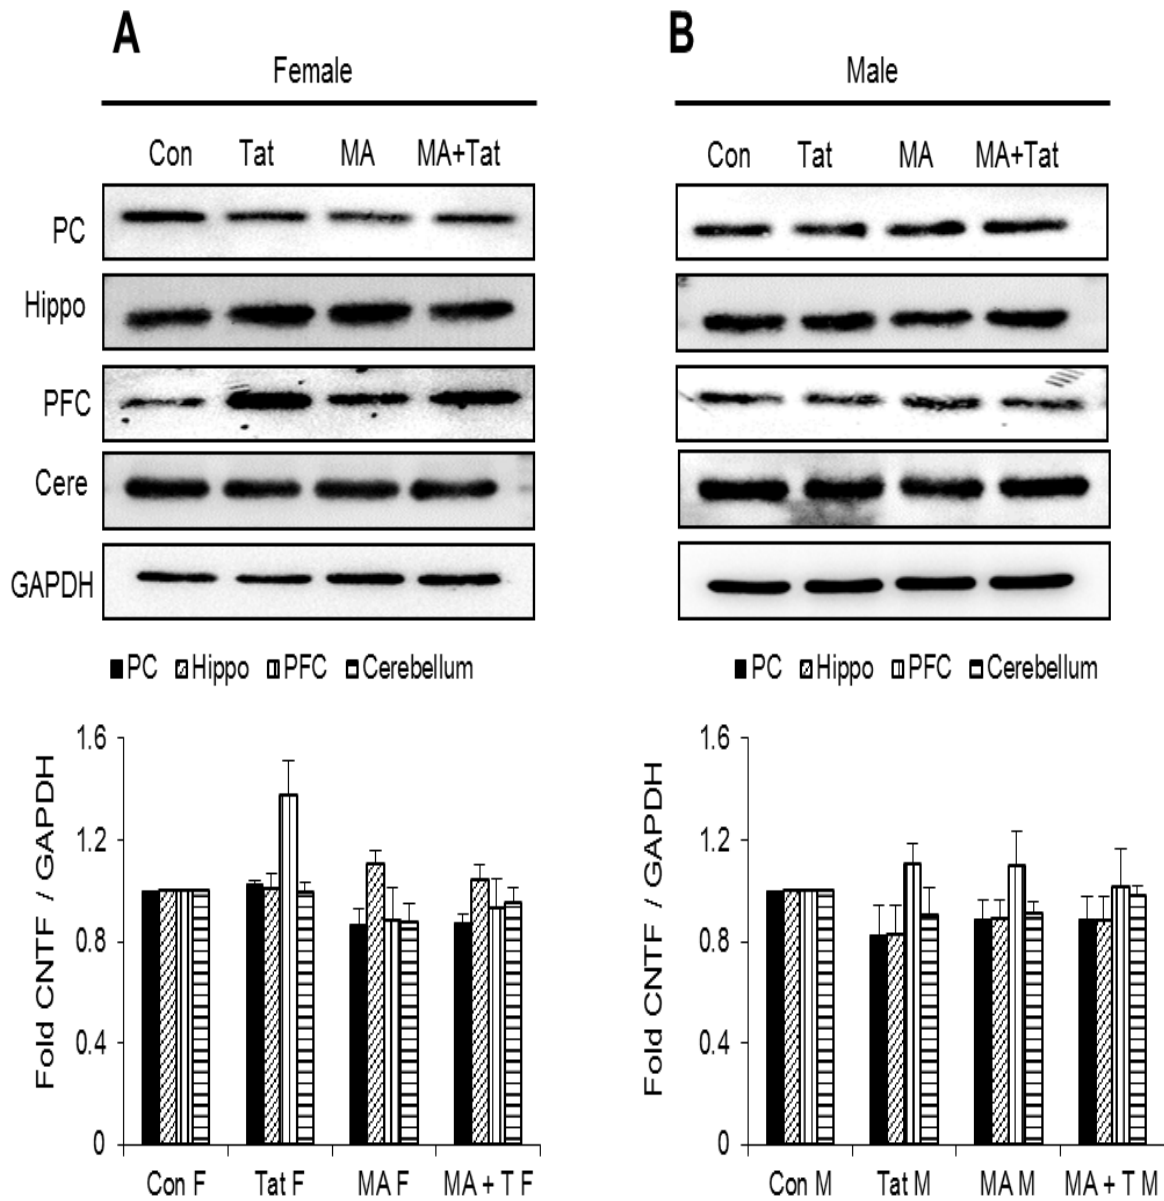 A
Female
Con Tat MA MA+Tat
PC
Hippo
PFC
Cere
GAPDH
PC Hippo PFC Cerebellum
Fold CNTF / GAPDH
1.6
1.2
0.8
0.4
0
Con F Tat F MA F MA + T F
B
Male
Con Tat MA MA+Tat
PC Hippo PFC Cerebellum
Fold CNTF / GAPDH
1.6
1.2
0.8
0.4
0
Con M Tat M MA M MA + T M